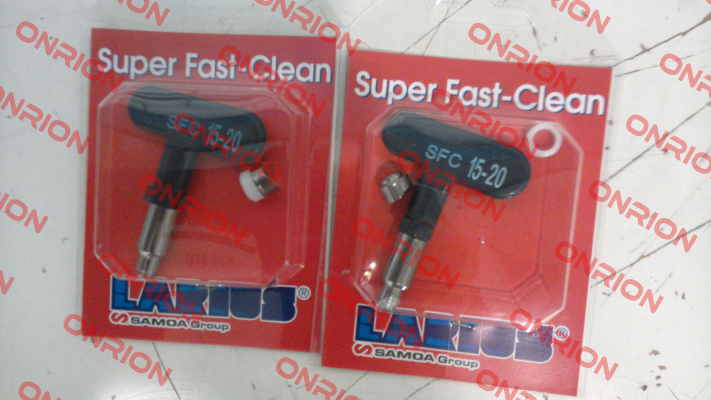 Super Fast-Clean
SFC 15-20
LARIUS®
SAMOA Group
Super Fast-Clean
SFC 15-20
LARIUS®
SAMOA Group
ONRION